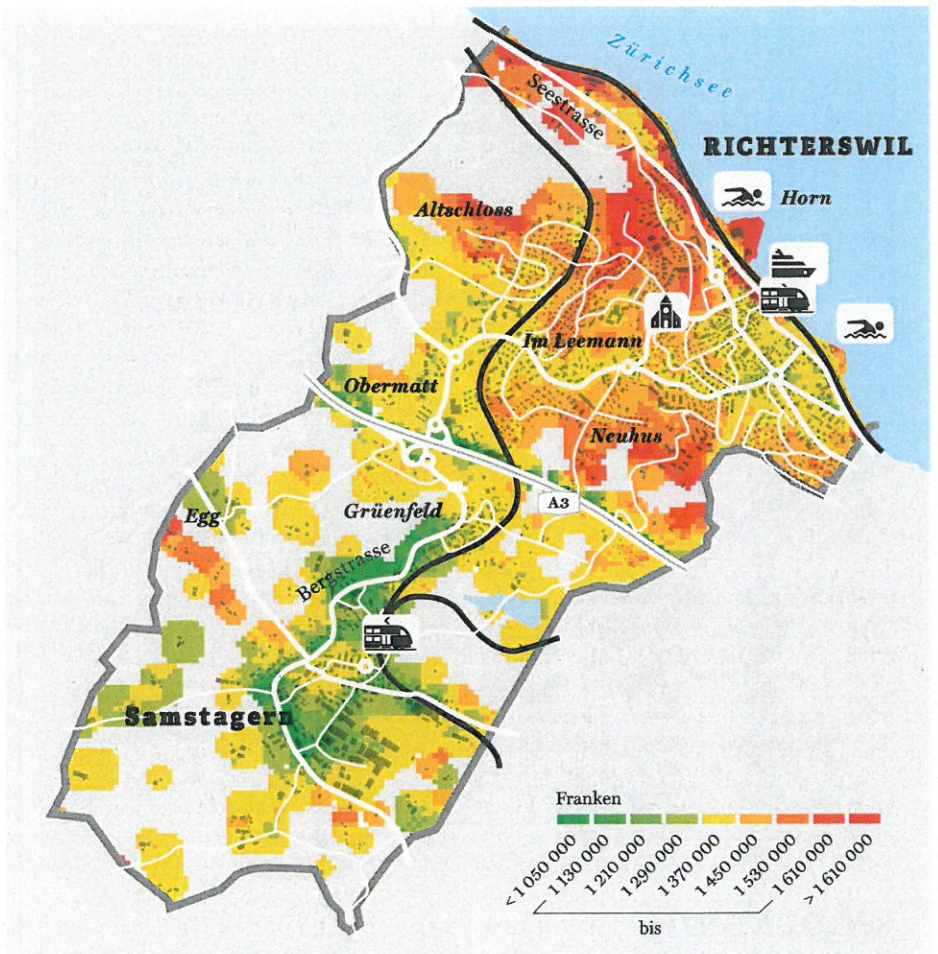 Zürichsee
Seestrasse
RICHTERSWIL
Horn
Altschloss
Im Leemann
Obermatt
Neuhus
A3
Egg
Grüenfeld
Bergstrasse
Samstagern
Franken
< 1 050 000
1 130 000
1 210 000
1 290 000
1 370 000
1 450 000
1 530 000
1 610 000
> 1 610 000
bis